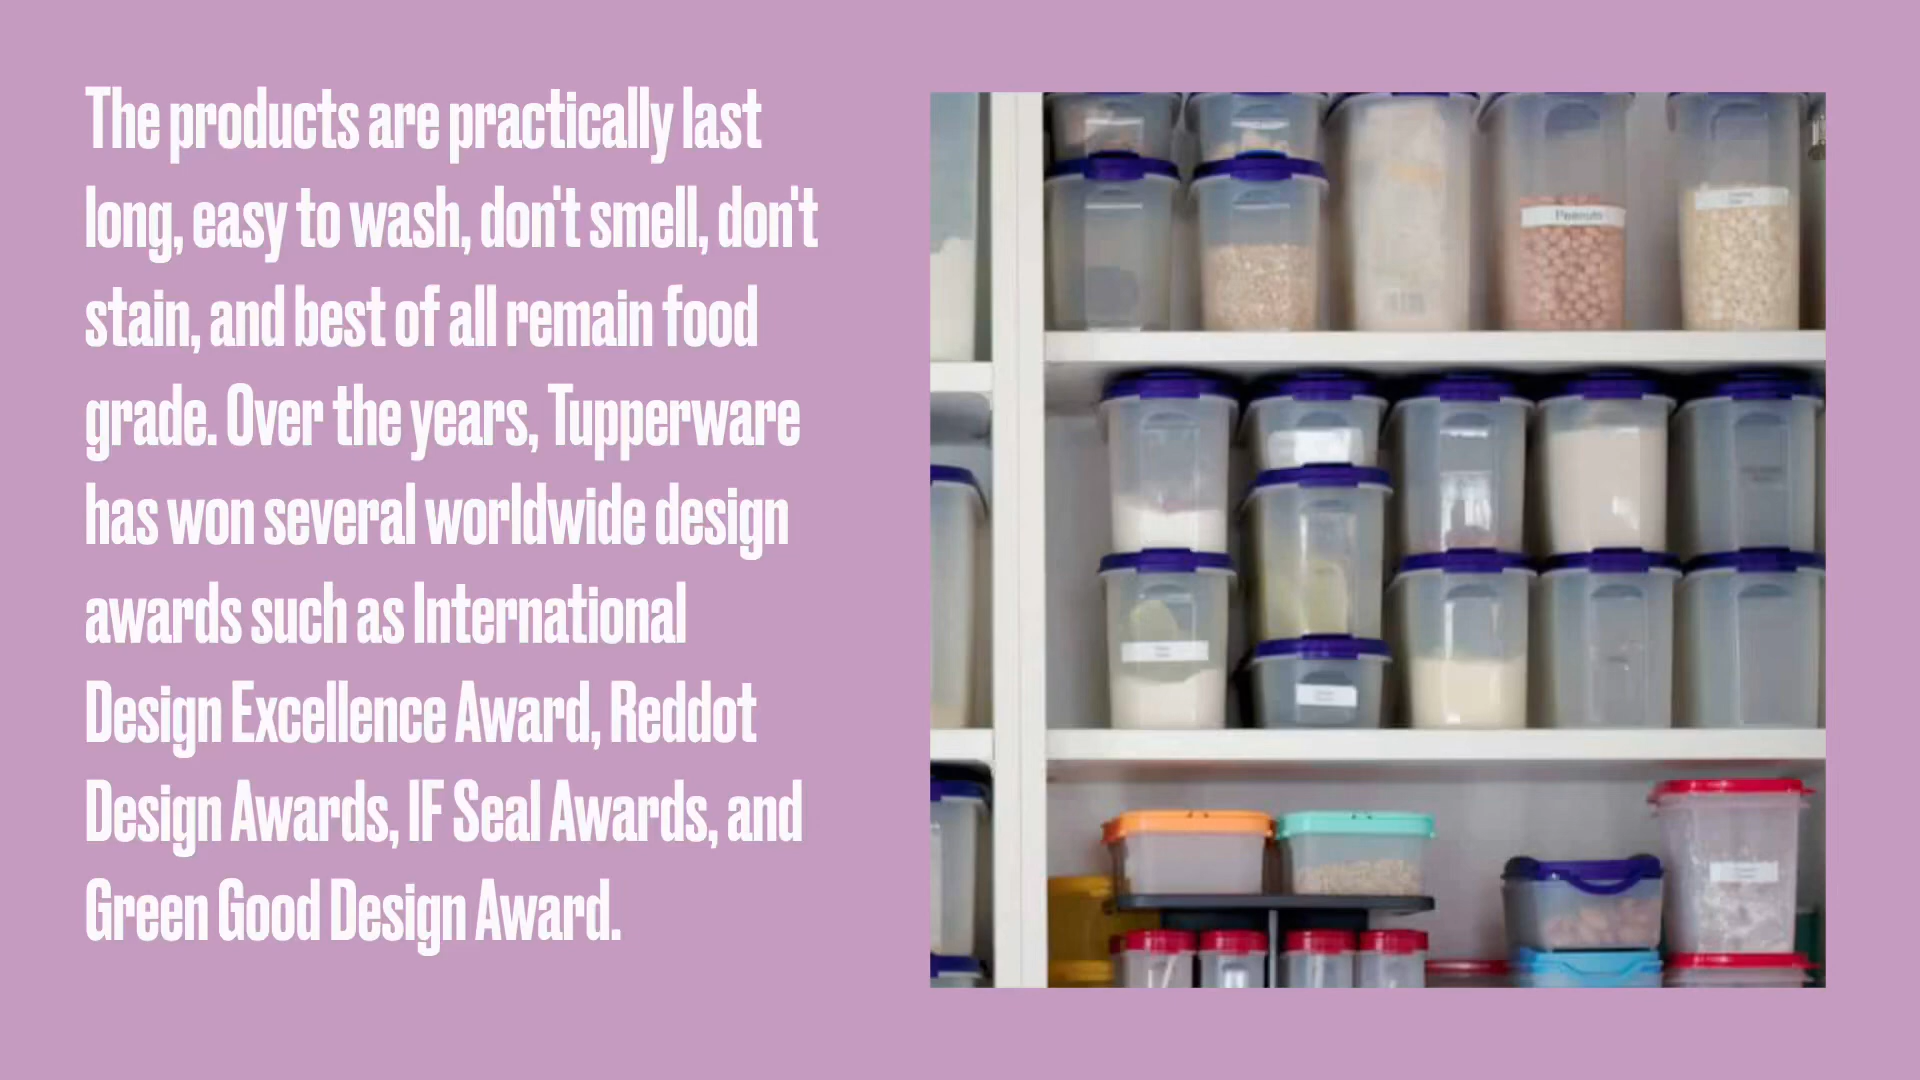 The products are practically last
long, easy to wash, don't smell, don't
stain, and best of all remain food
grade. Over the years, Tupperware
has won several worldwide design
awards such as International
Design Excellence Award, Reddot
Design Awards, IF Seal Awards, and
Green Good Design Award.
Peanuts